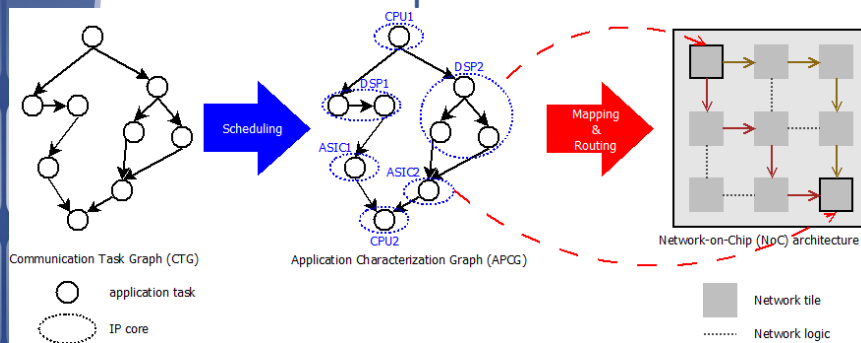 CPU1
DSP2
DSP1
Scheduling
Mapping
&
Routing
ASIC1
ASIC2
CPU2
Communication Task Graph (CTG)
Application Characterization Graph (APCG)
Network-on-Chip (NoC) architecture
application task
IP core
Network tile
Network logic